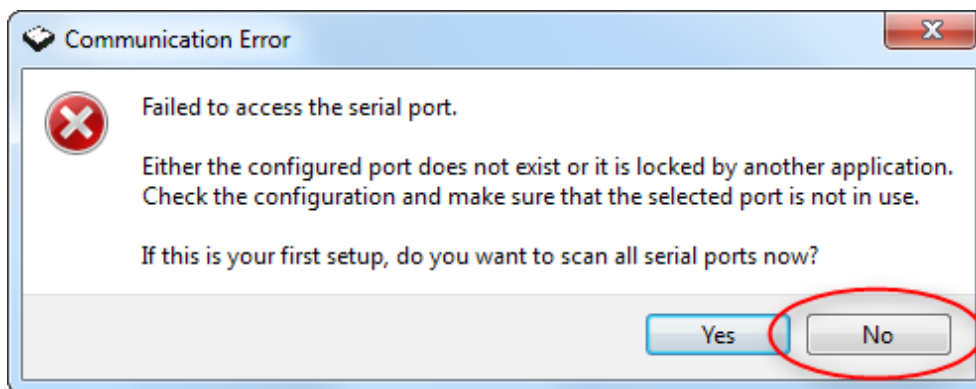 Communication Error
Failed to access the serial port.
Either the configured port does not exist or it is locked by another application.
Check the configuration and make sure that the selected port is not in use.
If this is your first setup, do you want to scan all serial ports now?
Yes
No